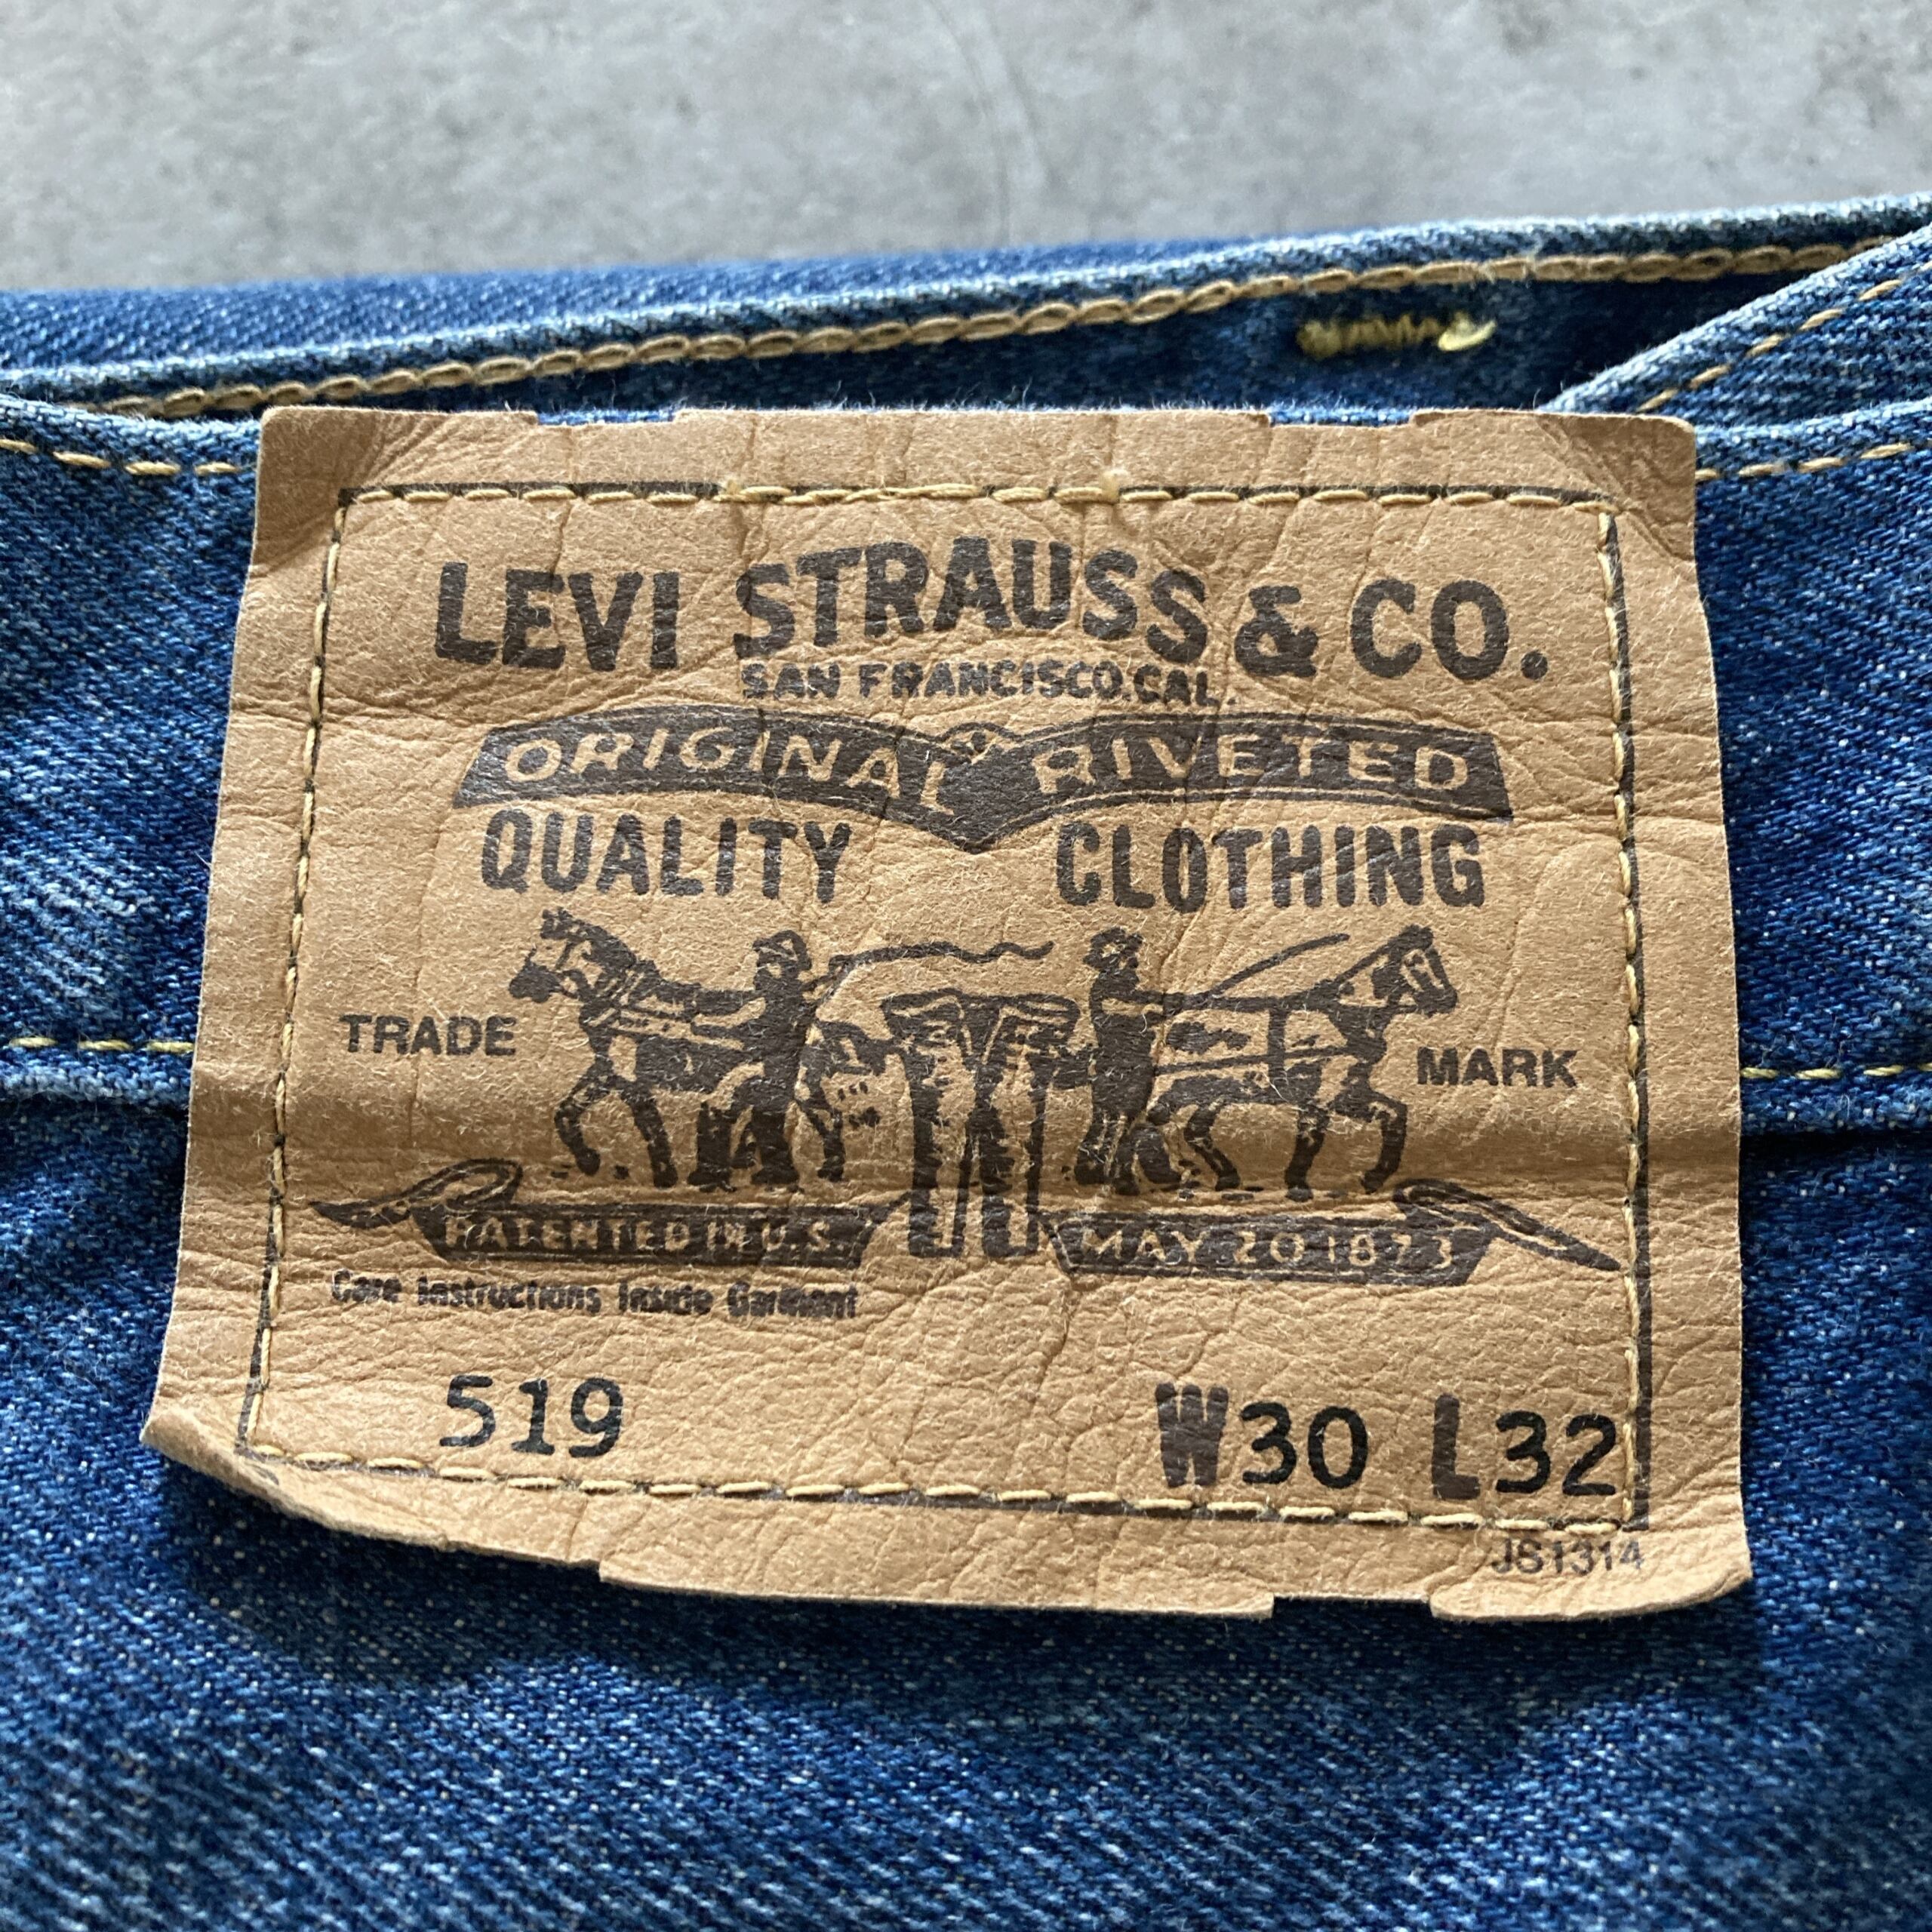 LEVI STRAUSS & CO.
SAN FRANCISCO, CAL.
ORIGINAL RIVETED
QUALITY CLOTHING
TRADE MARK
PATENTED IN U.S. MAY 20 1873
Care Instructions Inside Garment
519 W30 L32
JS1314